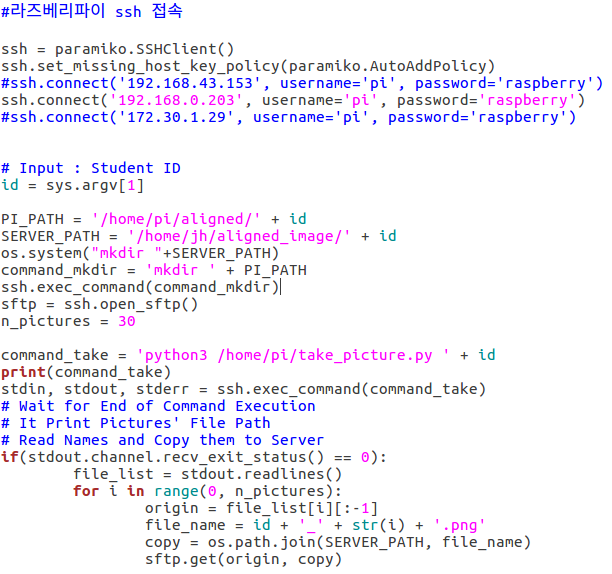 #라즈베리파이 ssh 접속
ssh = paramiko.SSHClient()
ssh.set_missing_host_key_policy(paramiko.AutoAddPolicy)
#ssh.connect('192.168.43.153', username='pi', password='raspberry')
ssh.connect('192.168.0.203', username='pi', password='raspberry')
#ssh.connect('172.30.1.29', username='pi', password='raspberry')
# Input : Student ID
id = sys.argv[1]
PI_PATH = '/home/pi/aligned/' + id
SERVER_PATH = '/home/jh/aligned_image/' + id
os.system("mkdir "+SERVER_PATH)
command_mkdir = 'mkdir ' + PI_PATH
ssh.exec_command(command_mkdir)
sftp = ssh.open_sftp()
n_pictures = 30
command_take = 'python3 /home/pi/take_picture.py ' + id
print(command_take)
stdin, stdout, stderr = ssh.exec_command(command_take)
# Wait for End of Command Execution
# It Print Pictures' File Path
# Read Names and Copy them to Server
if(stdout.channel.recv_exit_status() == 0):
        file_list = stdout.readlines()
        for i in range(0, n_pictures):
                origin = file_list[i][:-1]
                file_name = id + '_' + str(i) + '.png'
                copy = os.path.join(SERVER_PATH, file_name)
                sftp.get(origin, copy)